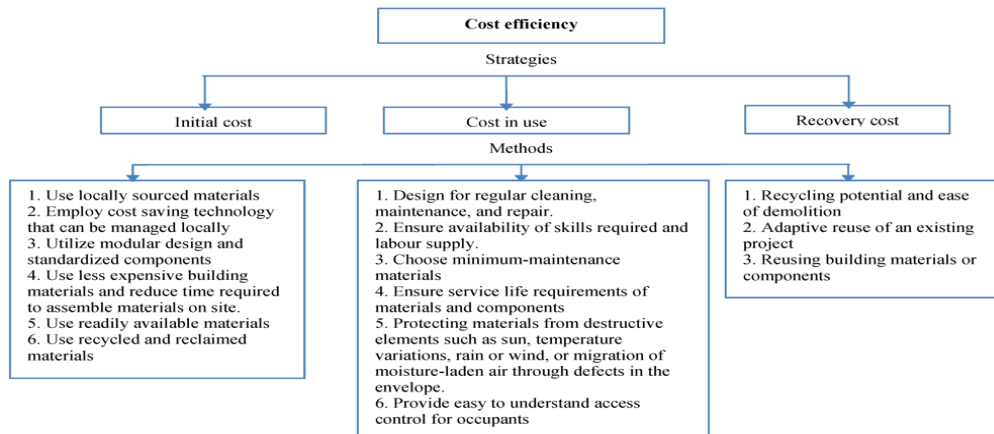 Cost efficiency
Strategies
Initial cost
Cost in use
Recovery cost
Methods
1. Use locally sourced materials
2. Employ cost saving technology
that can be managed locally
3. Utilize modular design and
standardized components
4. Use less expensive building
materials and reduce time required
to assemble materials on site.
5. Use readily available materials
6. Use recycled and reclaimed
materials
1. Design for regular cleaning,
maintenance, and repair.
2. Ensure availability of skills required and
labour supply.
3. Choose minimum-maintenance
materials
4. Ensure service life requirements of
materials and components
5. Protecting materials from destructive
elements such as sun, temperature
variations, rain or wind, or migration of
moisture-laden air through defects in the
envelope.
6. Provide easy to understand access
control for occupants
1. Recycling potential and ease
of demolition
2. Adaptive reuse of an existing
project
3. Reusing building materials or
components